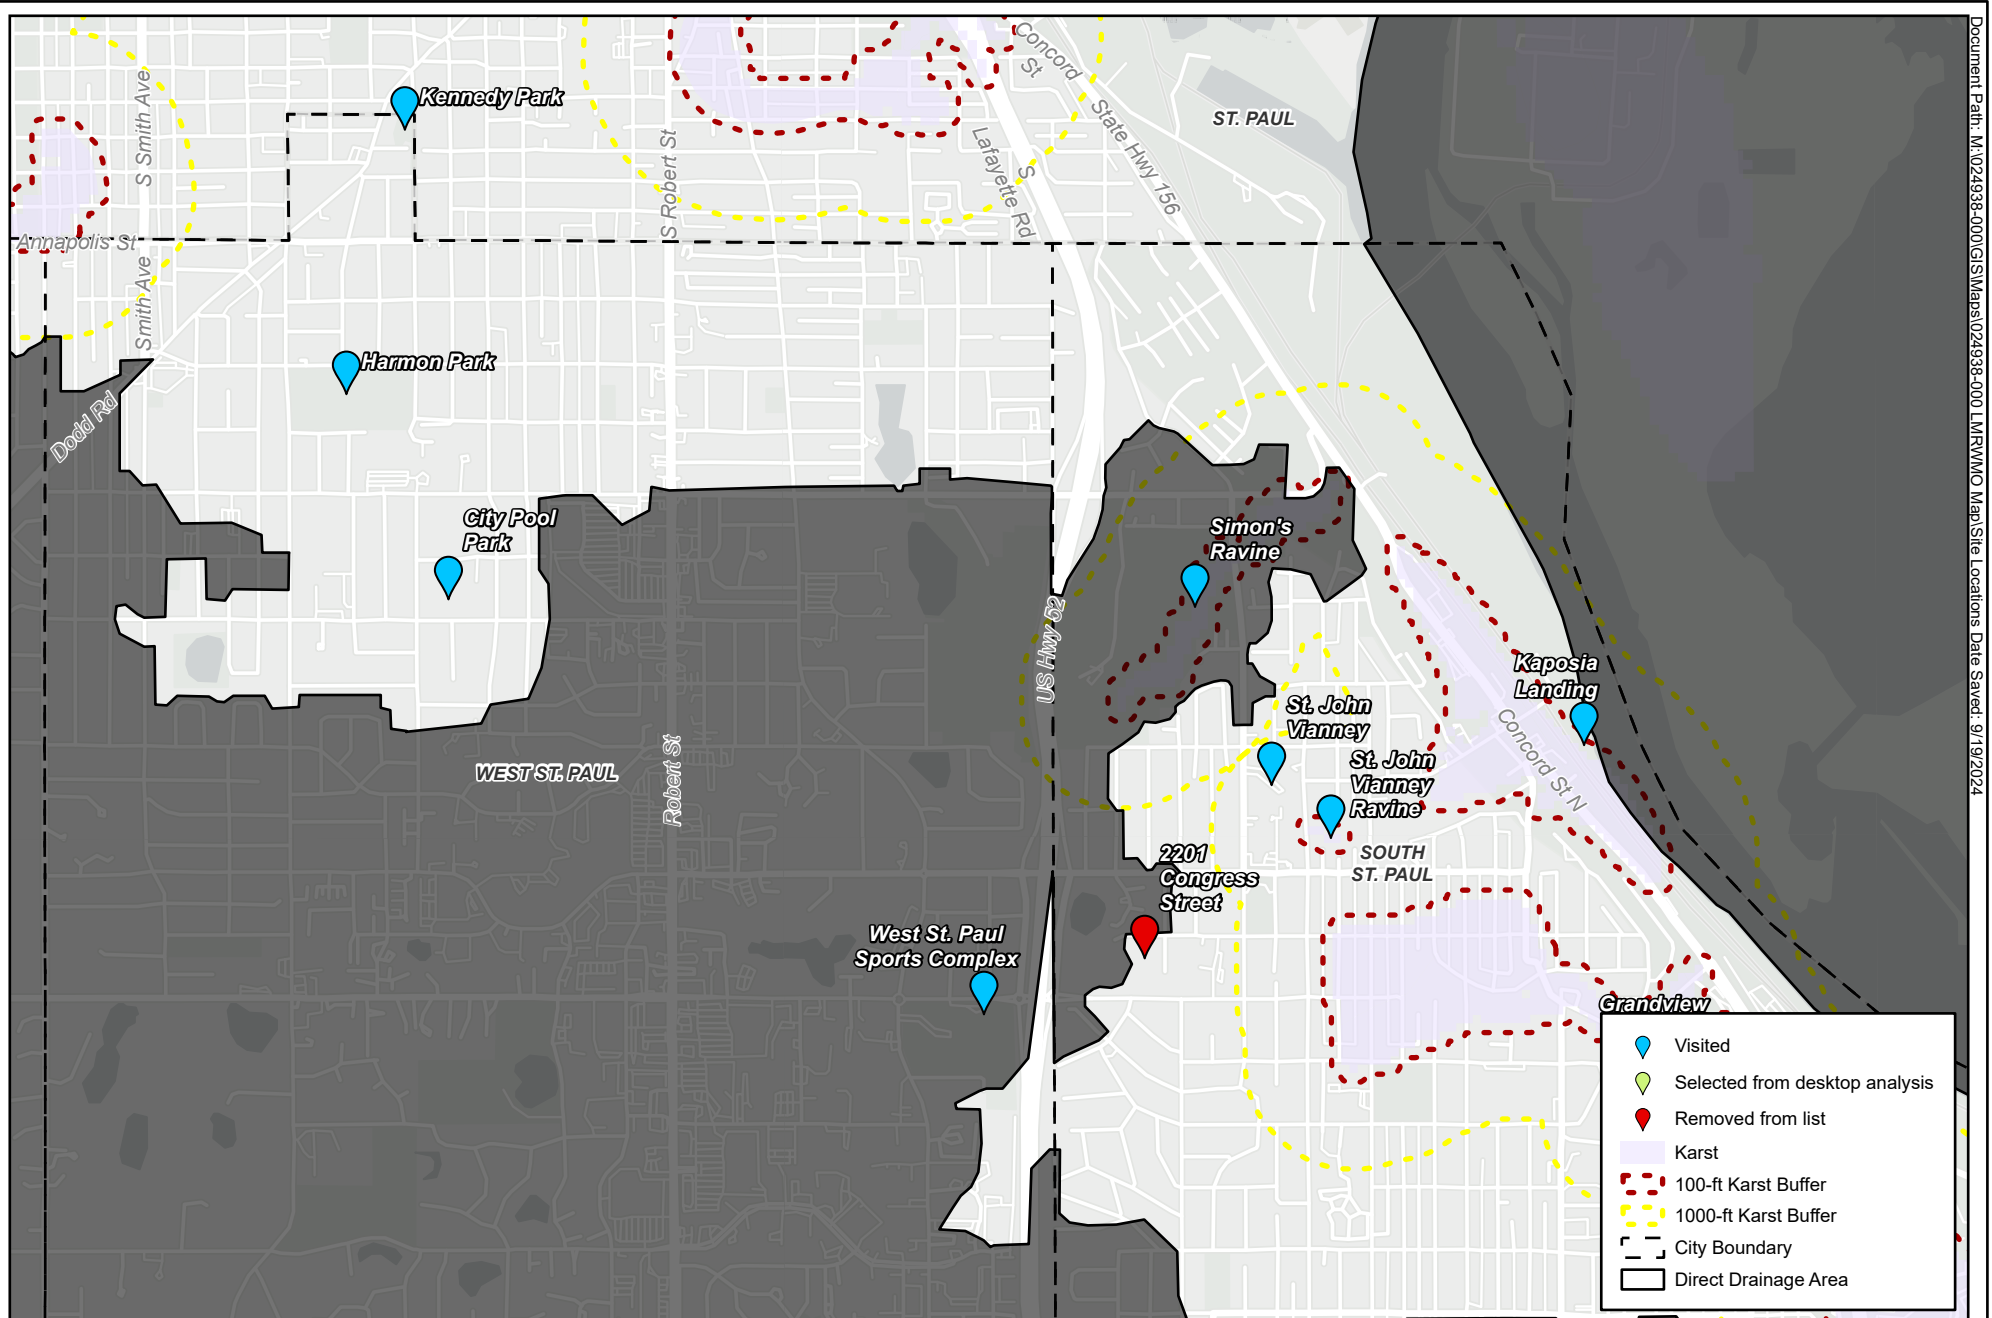 Concord
St
Kennedy Park
S Smith Ave
ST. PAUL
State Hwy 156
S
Lafayette Rd
S Robert St
Annapolis St
Smith Ave
Harmon Park
Dodd Rd
City Pool
Park
Simon's
Ravine
US Hwy 52
Kaposia
Landing
St. John
Vianney
Concord St N
St. John
Vianney
Ravine
WEST ST. PAUL
Robert St
SOUTH
ST. PAUL
2201
Congress
Street
West St. Paul
Sports Complex
Grandview
Visited
Selected from desktop analysis
Removed from list
Karst
100-ft Karst Buffer
1000-ft Karst Buffer
City Boundary
Direct Drainage Area
Document Path: M:\024938-000\GIS\Maps\024938-000 LMRWMO Map\Site Locations Date Saved: 9/19/2024